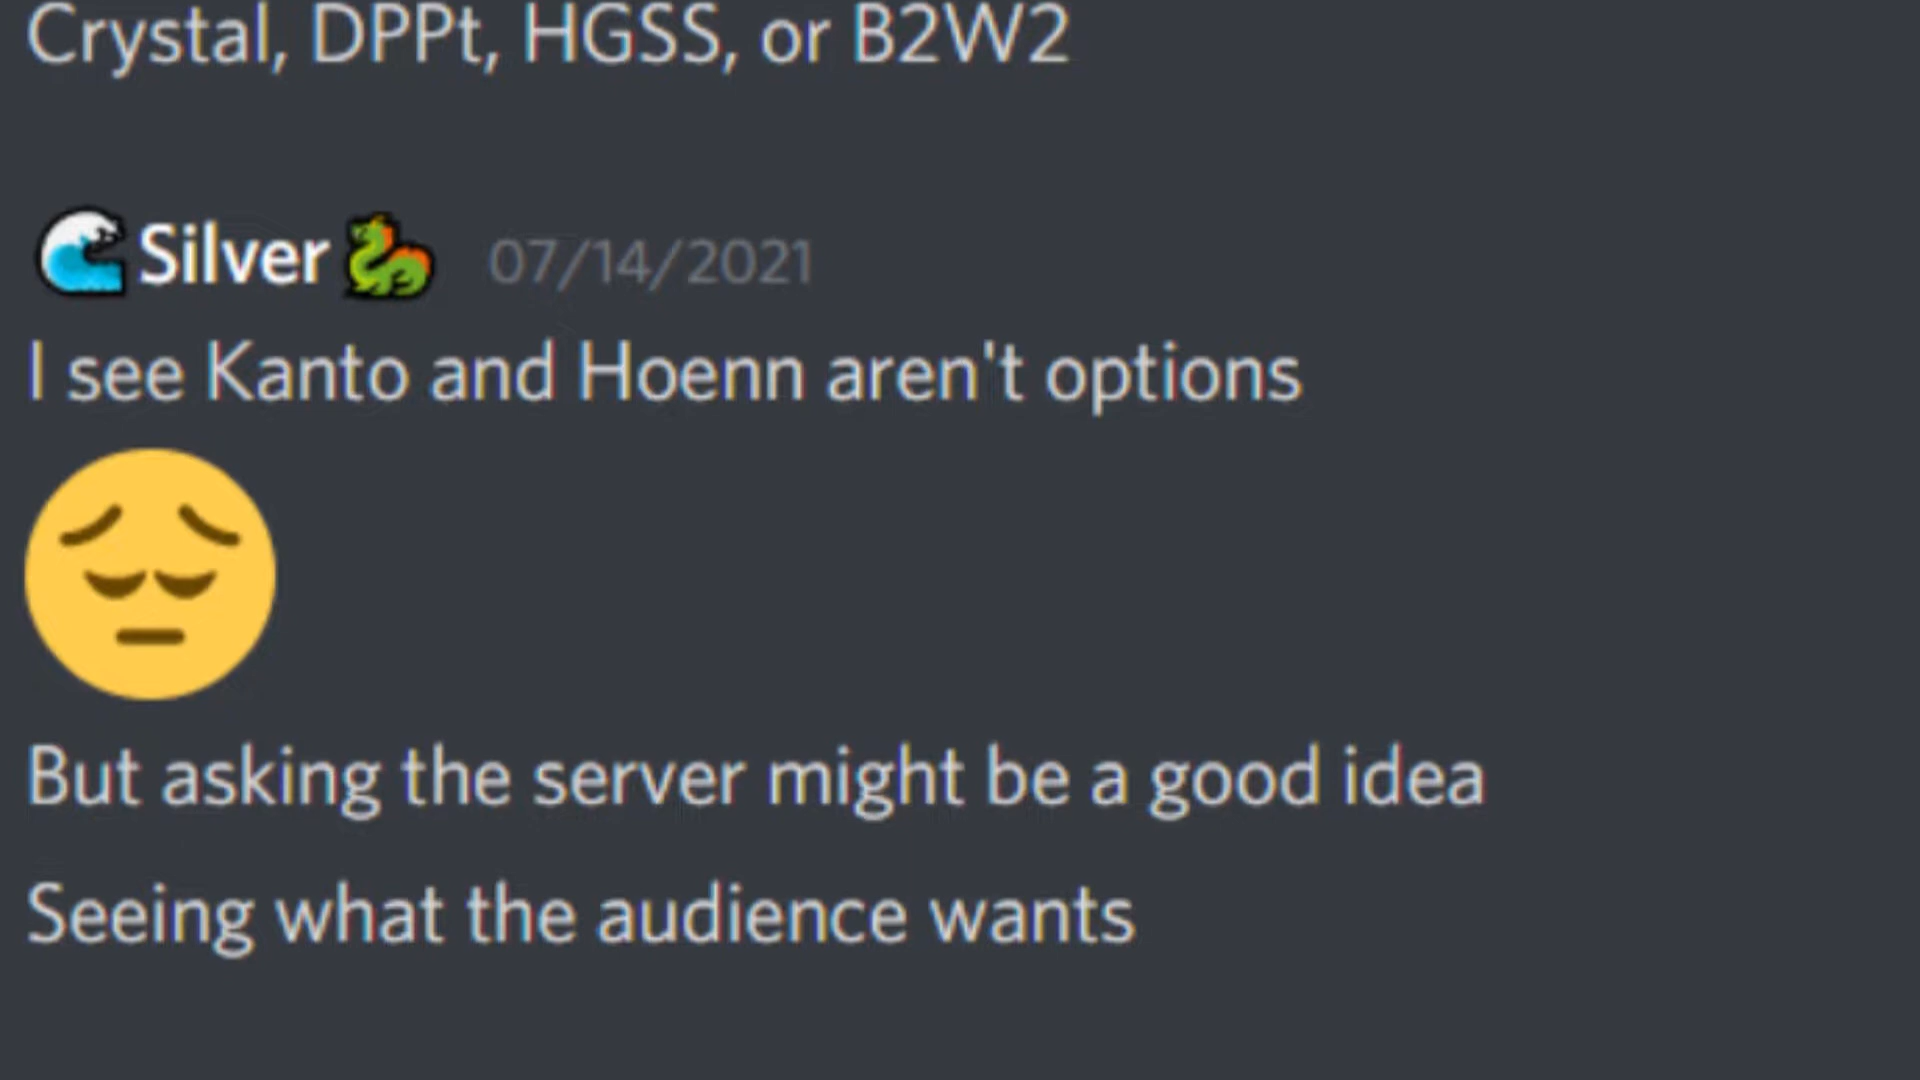 Crystal, DPPt, HGSS, or B2W2
🌊Silver🐉 07/14/2021
I see Kanto and Hoenn aren't options
😔
But asking the server might be a good idea
Seeing what the audience wants